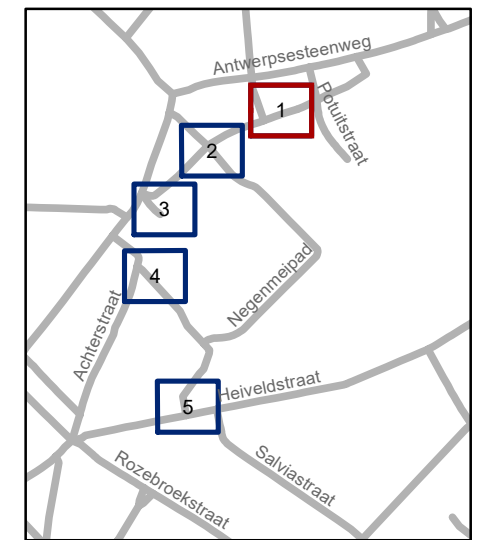 Antwerpsesteenweg
Potuitstraat
1
2
3
4
Negenmeipad
Achterstraat
5
Heiveldstraat
Salviastraat
Rozebroekstraat